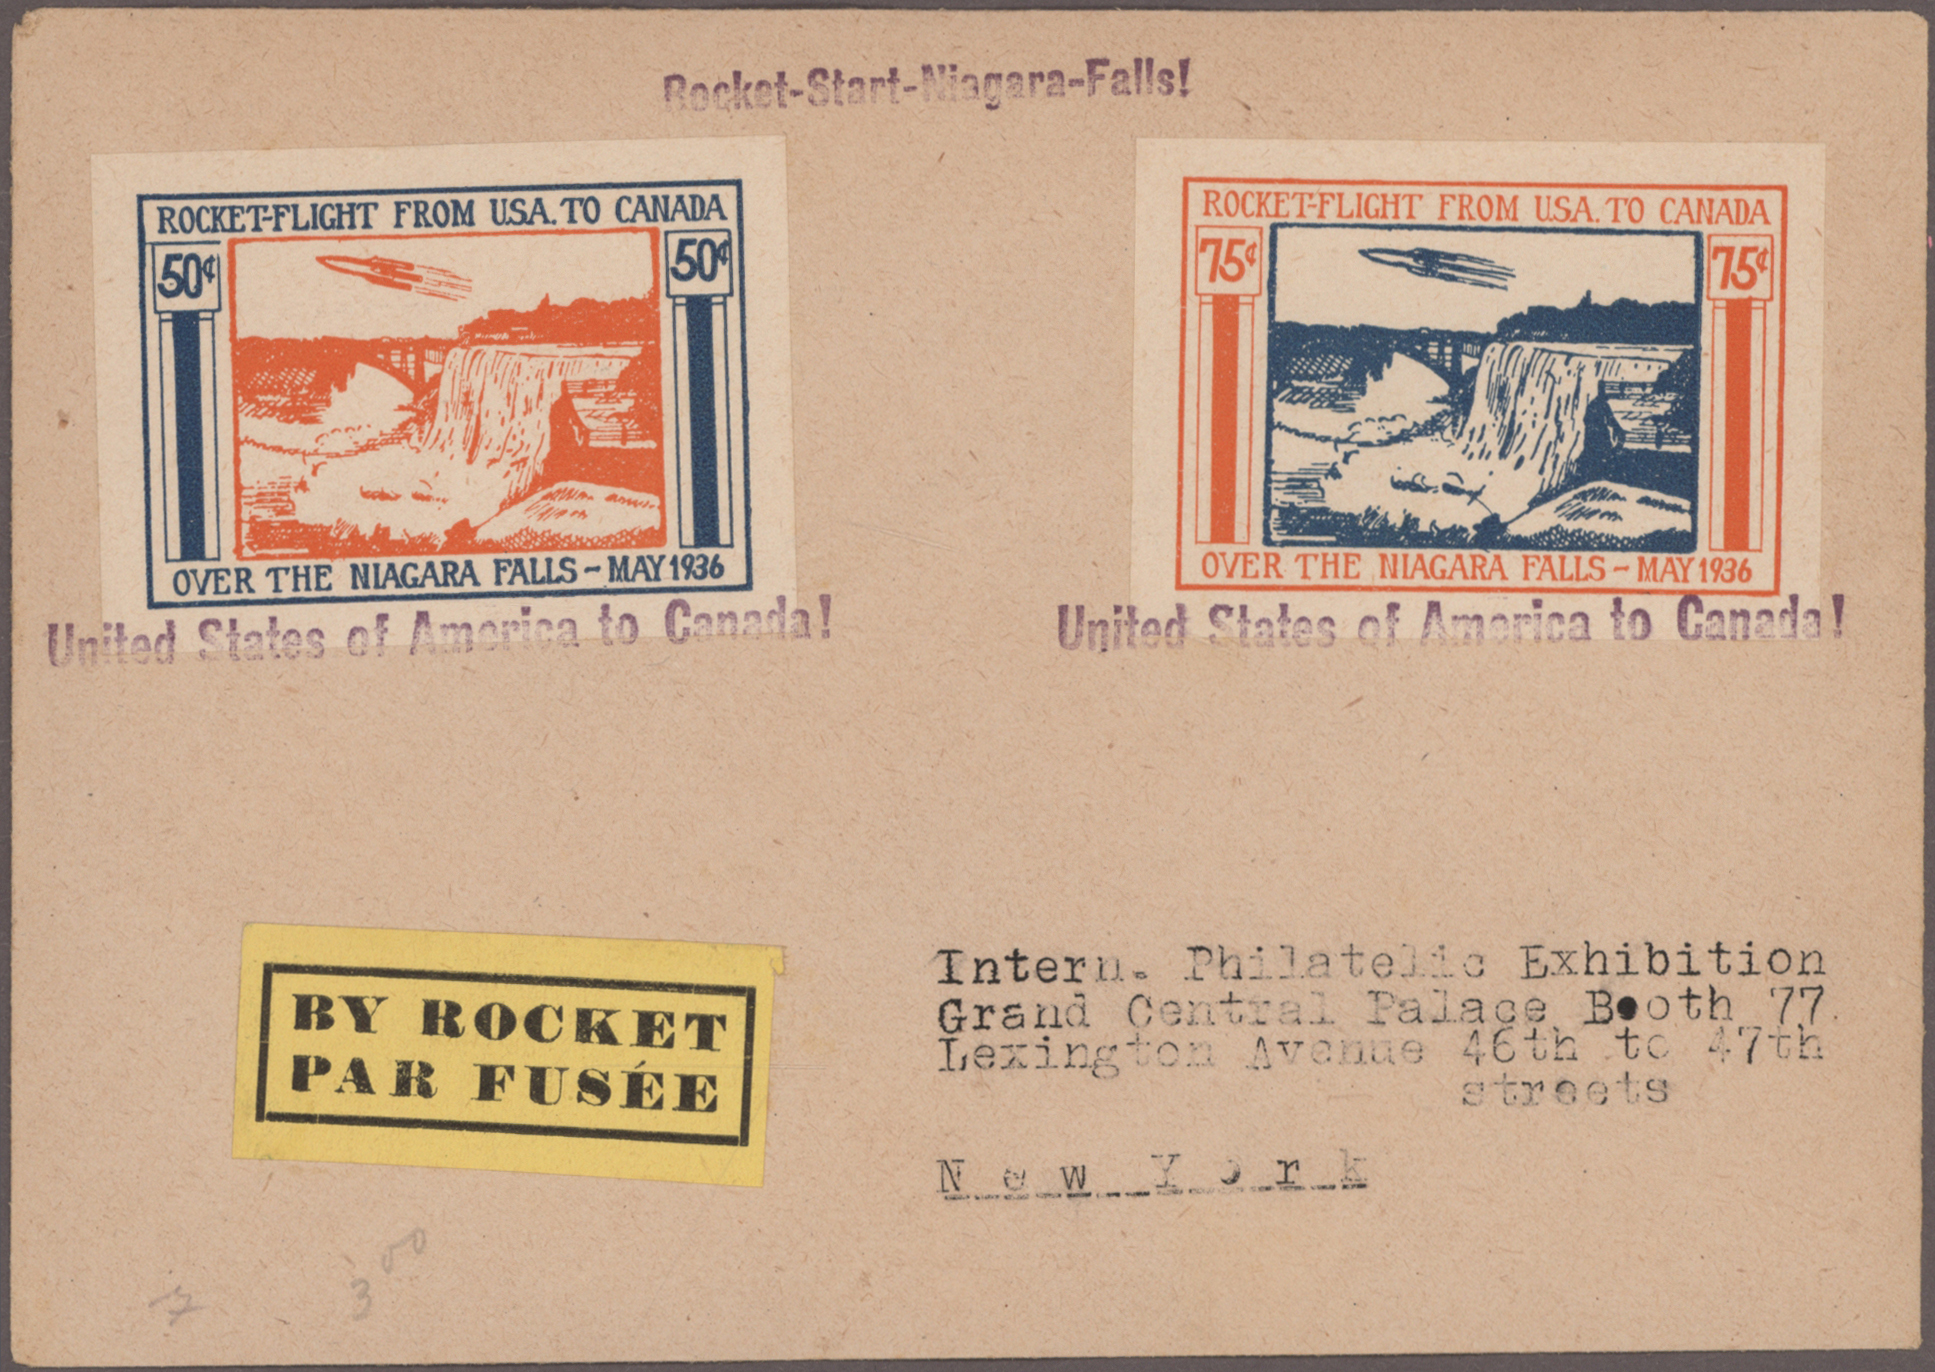 Rocket-Start-Niagara-Falls!
ROCKET-FLIGHT FROM U.S.A. TO CANADA
50¢ 50¢
OVER THE NIAGARA FALLS - MAY 1936
United States of America to Canada!
ROCKET-FLIGHT FROM U.S.A. TO CANADA
75¢ 75¢
OVER THE NIAGARA FALLS - MAY 1936
United States of America to Canada!
BY ROCKET
PAR FUSÉE
Intern. Philatelic Exhibition
Grand Central Palace Booth 77
Lexington Avenue 46th to 47th
streets
New York
3 00